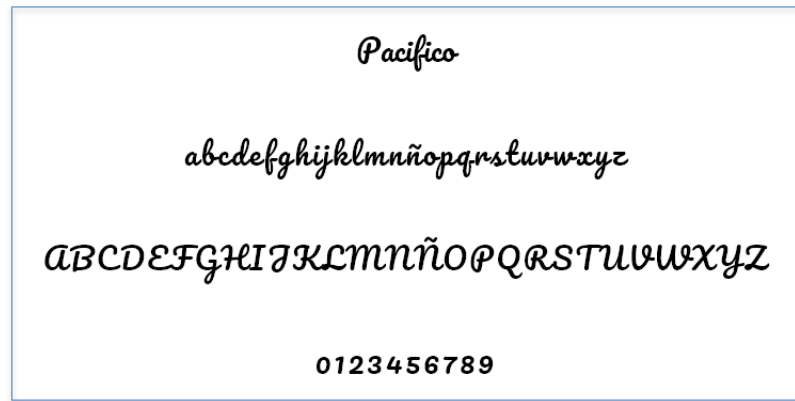 Pacifico
abcdefghijklmnñopqrstuvwxyz
ABCDEFGHIJKLMNÑOPQRSTUVWXYZ
0123456789